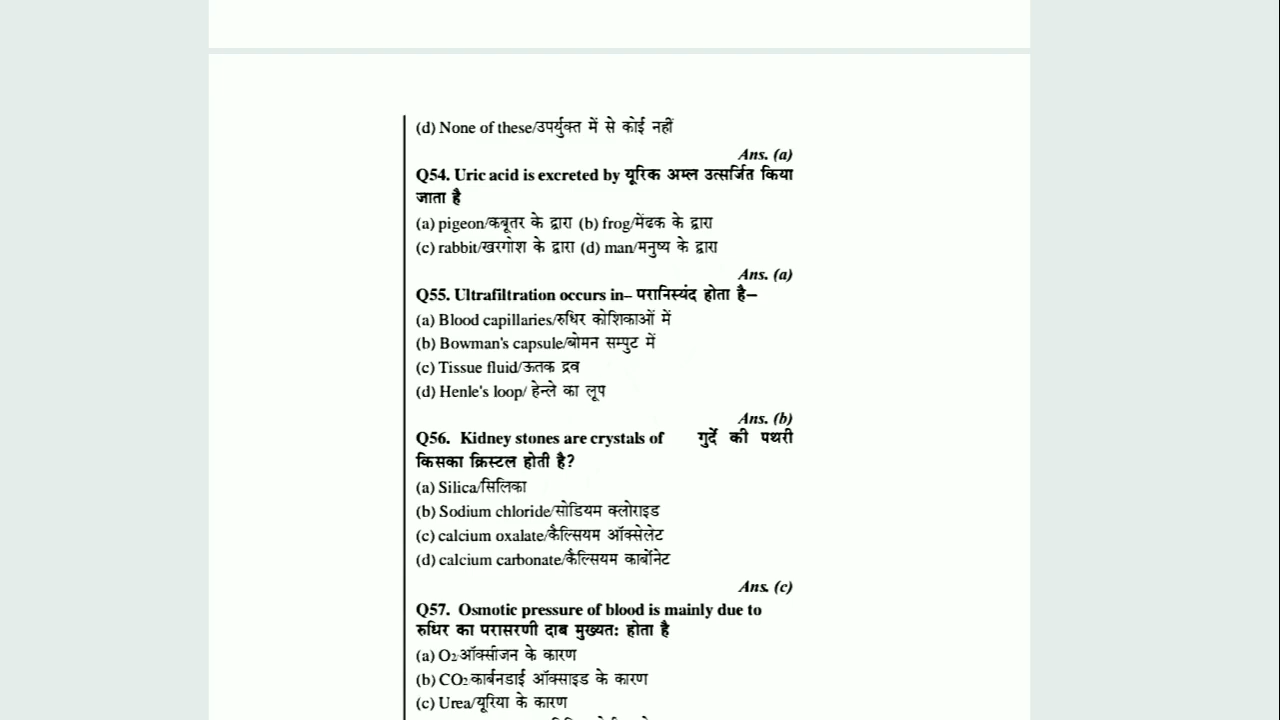 (d) None of these/उपर्युक्त में से कोई नहीं
Ans. (a)
Q54. Uric acid is excreted by यूरिक अम्ल उत्सर्जित किया
जाता है
(a) pigeon/कबूतर के द्वारा (b) frog/मेंढक के द्वारा
(c) rabbit/खरगोश के द्वारा (d) man/मनुष्य के द्वारा
Ans. (a)
Q55. Ultrafiltration occurs in– परानिस्यंद होता है–
(a) Blood capillaries/रुधिर कोशिकाओं में
(b) Bowman's capsule/बोमन सम्पुट में
(c) Tissue fluid/ऊतक द्रव
(d) Henle's loop/ हेन्ले का लूप
Ans. (b)
Q56. Kidney stones are crystals of गुर्दे की पथरी
किसका क्रिस्टल होती है?
(a) Silica/सिलिका
(b) Sodium chloride/सोडियम क्लोराइड
(c) calcium oxalate/कैल्सियम ऑक्सेलेट
(d) calcium carbonate/कैल्सियम कार्बोनेट
Ans. (c)
Q57. Osmotic pressure of blood is mainly due to
रुधिर का परासरणी दाब मुख्यत: होता है
(a) O₂/ऑक्सीजन के कारण
(b) CO₂/कार्बनडाई ऑक्साइड के कारण
(c) Urea/यूरिया के कारण